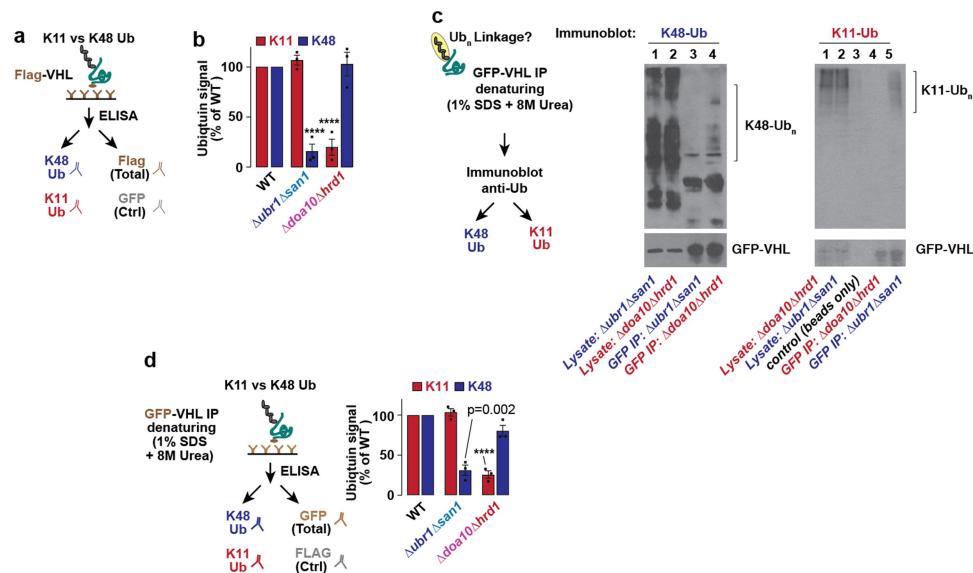 a
K11 vs K48 Ub
Flag-VHL
ELISA
K48
Ub
Flag
(Total)
K11
Ub
GFP
(Ctrl)
b
K11 K48
Ubiqtuin signal
(% of WT)
100
50
0
****
****
WT
Δubr1Δsan1
Δdoa10Δhrd1
c
Ubn Linkage?
GFP-VHL IP
denaturing
(1% SDS + 8M Urea)
Immunoblot
anti-Ub
K48
Ub
K11
Ub
Immunoblot:
K48-Ub
1 2 3 4
K48-Ubn
GFP-VHL
Lysate: Δubr1Δsan1
Lysate: Δdoa10Δhrd1
GFP IP: Δubr1Δsan1
GFP IP: Δdoa10Δhrd1
K11-Ub
1 2 3 4 5
K11-Ubn
GFP-VHL
Lysate: Δdoa10Δhrd1
Lysate: Δubr1Δsan1
control (beads only)
GFP IP: Δdoa10Δhrd1
GFP IP: Δubr1Δsan1
d
K11 vs K48 Ub
GFP-VHL IP
denaturing
(1% SDS
+ 8M Urea)
ELISA
K48
Ub
GFP
(Total)
K11
Ub
FLAG
(Ctrl)
K11 K48
Ubiqtuin signal
(% of WT)
100
50
0
p=0.002
****
WT
Δubr1Δsan1
Δdoa10Δhrd1